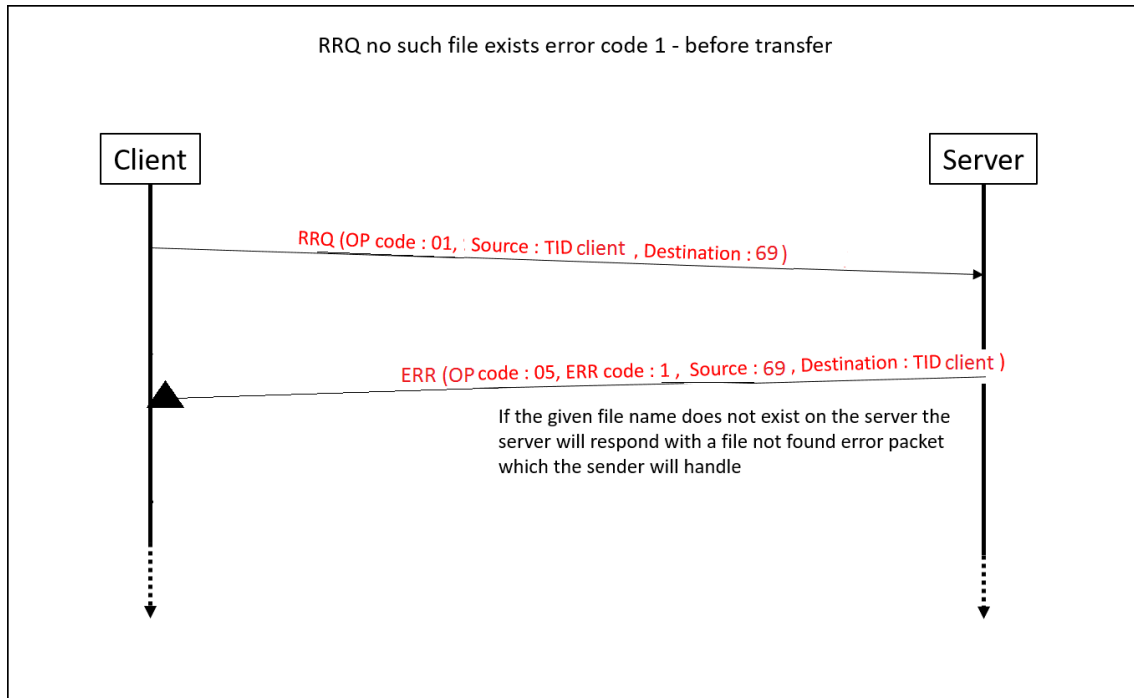 RRQ no such file exists error code 1 - before transfer
Client
Server
RRQ (OP code : 01, Source : TID client , Destination : 69 )
ERR (OP code : 05, ERR code : 1 , Source : 69 , Destination : TID client )
If the given file name does not exist on the server the
server will respond with a file not found error packet
which the sender will handle